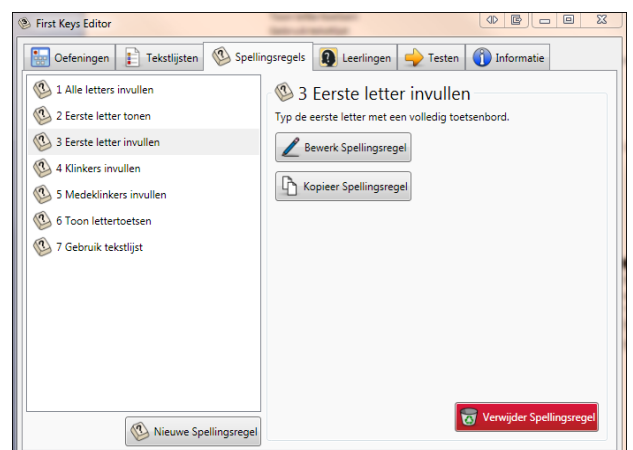 First Keys Editor
Oefeningen Tekstlijsten Spellingsregels Leerlingen Testen Informatie
1 Alle letters invullen
2 Eerste letter tonen
3 Eerste letter invullen
4 Klinkers invullen
5 Medeklinkers invullen
6 Toon lettertoetsen
7 Gebruik tekstlijst
Nieuwe Spellingsregel
3 Eerste letter invullen
Typ de eerste letter met een volledig toetsenbord.
Bewerk Spellingsregel
Kopieer Spellingsregel
Verwijder Spellingsregel